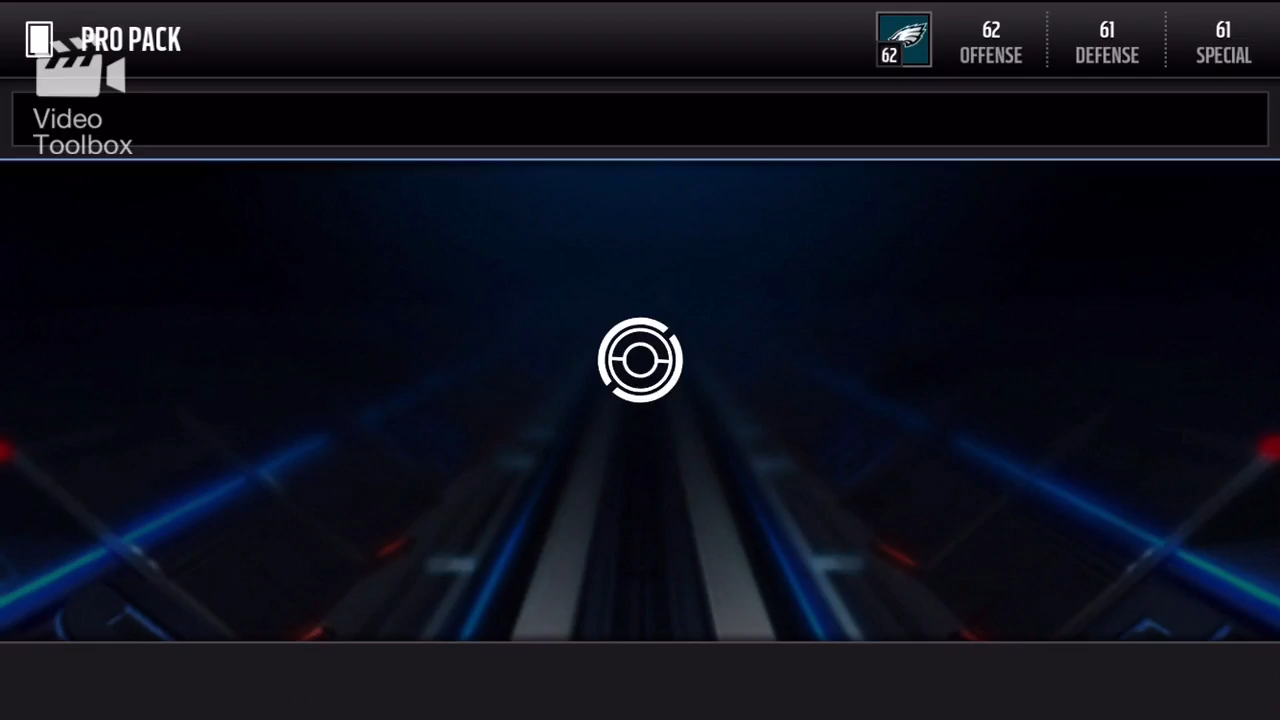 PRO PACK
Video
Toolbox
62
62
OFFENSE
61
DEFENSE
61
SPECIAL